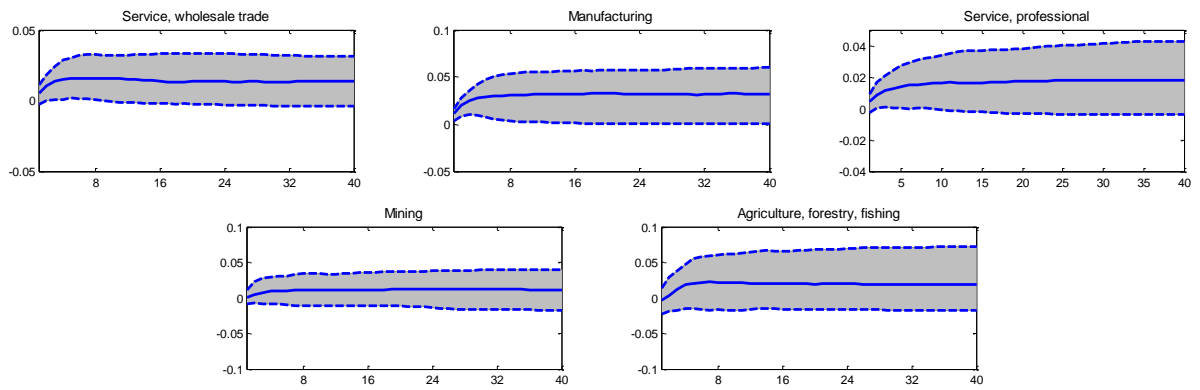 Service, wholesale trade
0.05
0
-0.05
8 16 24 32 40
Manufacturing
0.1
0.05
0
-0.05
8 16 24 32 40
Service, professional
0.04
0.02
0
-0.02
-0.04
5 10 15 20 25 30 35 40
Mining
0.1
0.05
0
-0.05
-0.1
8 16 24 32 40
Agriculture, forestry, fishing
0.1
0.05
0
-0.05
-0.1
8 16 24 32 40